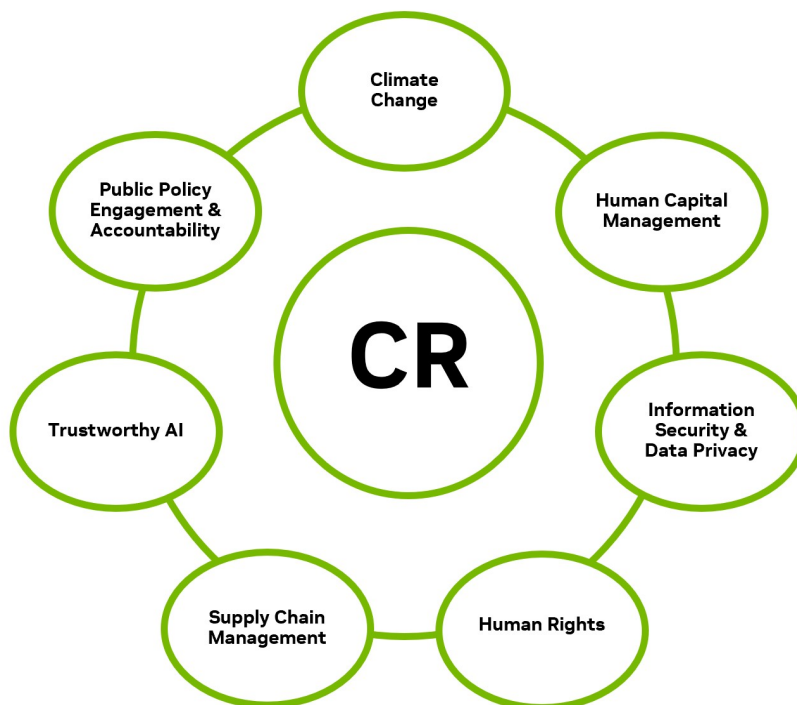 Climate
Change
Human Capital
Management
Information
Security &
Data Privacy
Human Rights
Supply Chain
Management
Trustworthy AI
Public Policy
Engagement &
Accountability
CR